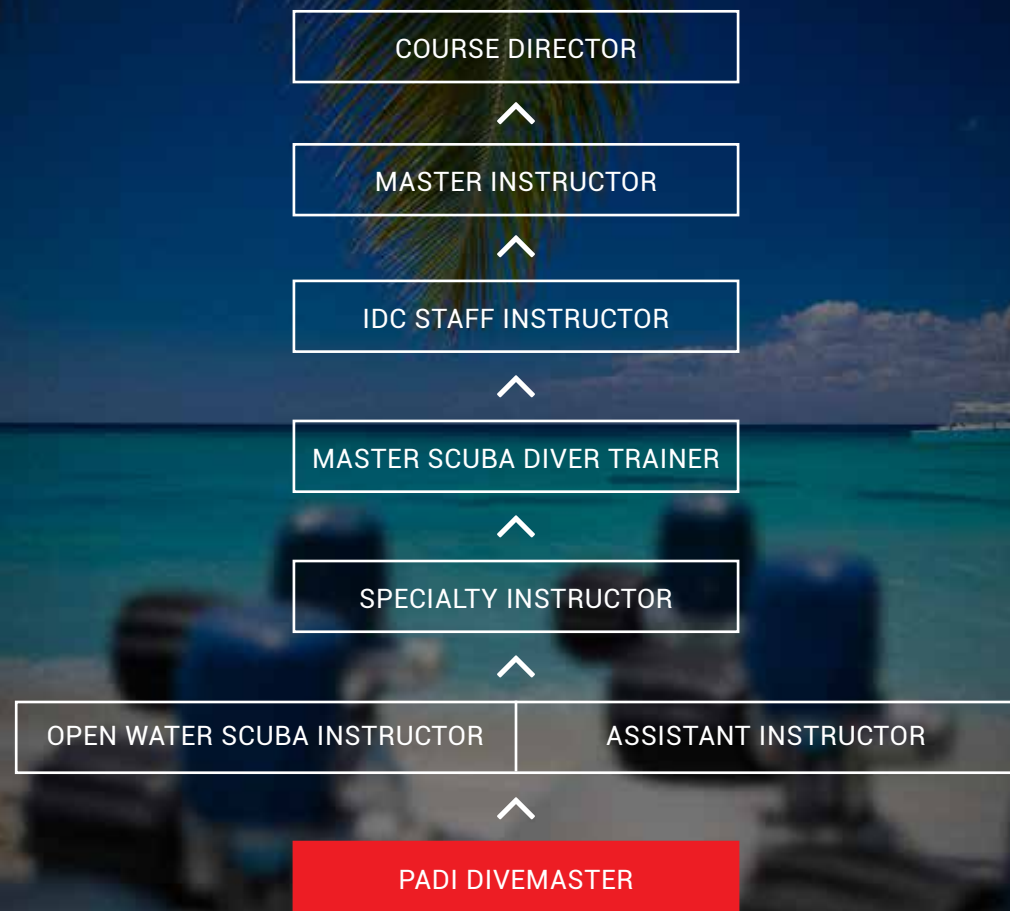 COURSE DIRECTOR
MASTER INSTRUCTOR
IDC STAFF INSTRUCTOR
MASTER SCUBA DIVER TRAINER
SPECIALTY INSTRUCTOR
OPEN WATER SCUBA INSTRUCTOR
ASSISTANT INSTRUCTOR
PADI DIVEMASTER